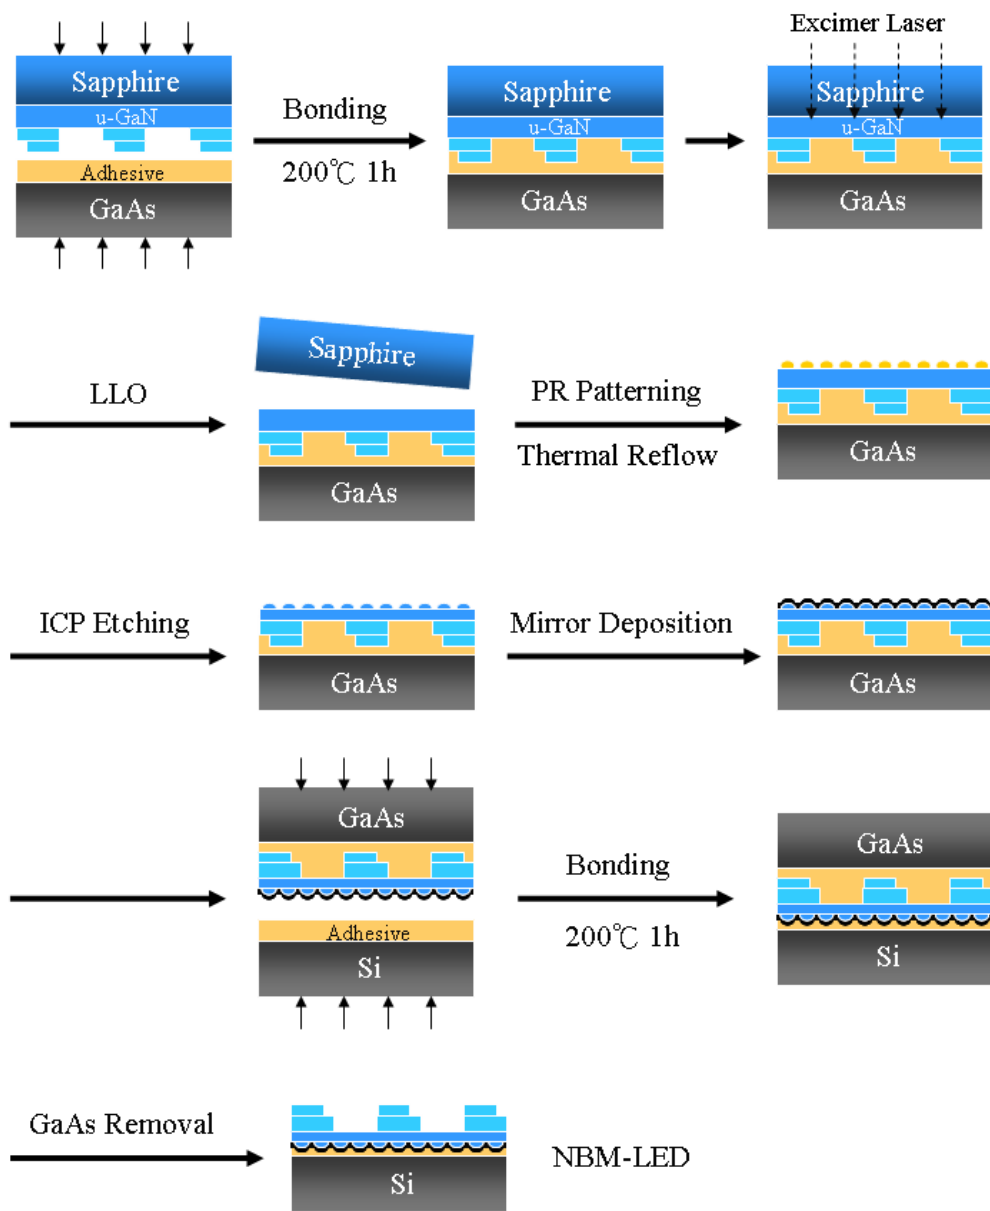 Excimer Laser
Sapphire
u-GaN
Adhesive
GaAs
Bonding
200℃ 1h
Sapphire
u-GaN
GaAs
Sapphire
u-GaN
GaAs
LLO
Sapphire
GaAs
PR Patterning
Thermal Reflow
GaAs
ICP Etching
GaAs
Mirror Deposition
GaAs
GaAs
Adhesive
Si
Bonding
200℃ 1h
GaAs
Si
GaAs Removal
Si
NBM-LED